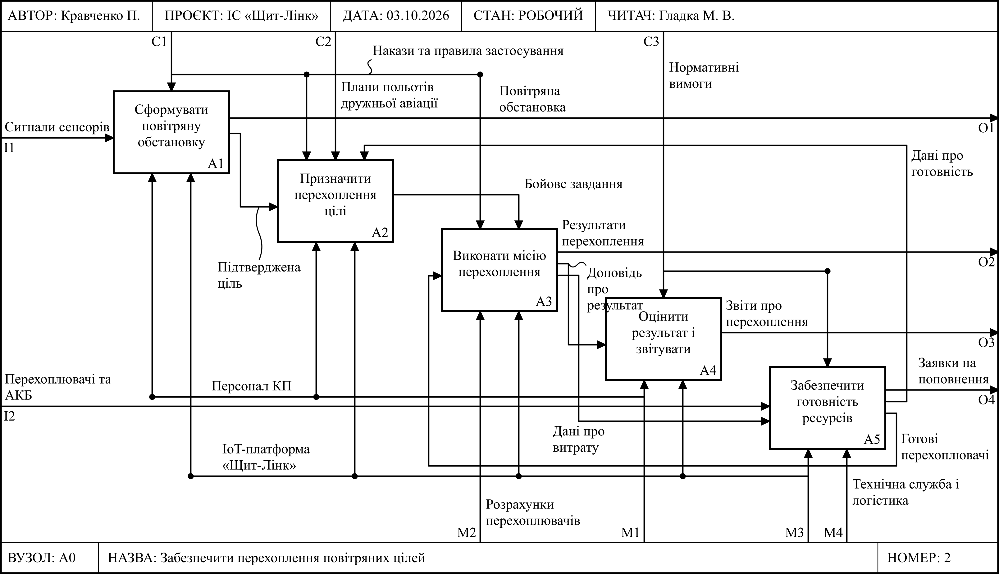 АВТОР: Кравченко П.
ПРОЄКТ: ІС «Щит-Лінк»
ДАТА: 03.10.2026
СТАН: РОБОЧИЙ
ЧИТАЧ: Гладка М. В.
C1
C2
C3
Накази та правила застосування
Нормативні
вимоги
Плани польотів
дружньої авіації
Повітряна
обстановка
Сформувати
повітряну
обстановку
A1
Сигнали сенсорів
I1
O1
Дані про
готовність
Призначити
перехоплення
цілі
A2
Бойове завдання
Підтверджена
ціль
Результати
перехоплення
O2
Виконати місію
перехоплення
A3
Доповідь
про
результат
Оцінити
результат і
звітувати
A4
Звіти про
перехоплення
O3
Заявки на
поповнення
O4
Перехоплювачі та
АКБ
I2
Персонал КП
Забезпечити
готовність
ресурсів
A5
Дані про
витрату
Готові
перехоплювачі
ІоТ-платформа
«Щит-Лінк»
Технічна служба і
логістика
Розрахунки
перехоплювачів
M2
M1
M3
M4
ВУЗОЛ: А0
НАЗВА: Забезпечити перехоплення повітряних цілей
НОМЕР: 2